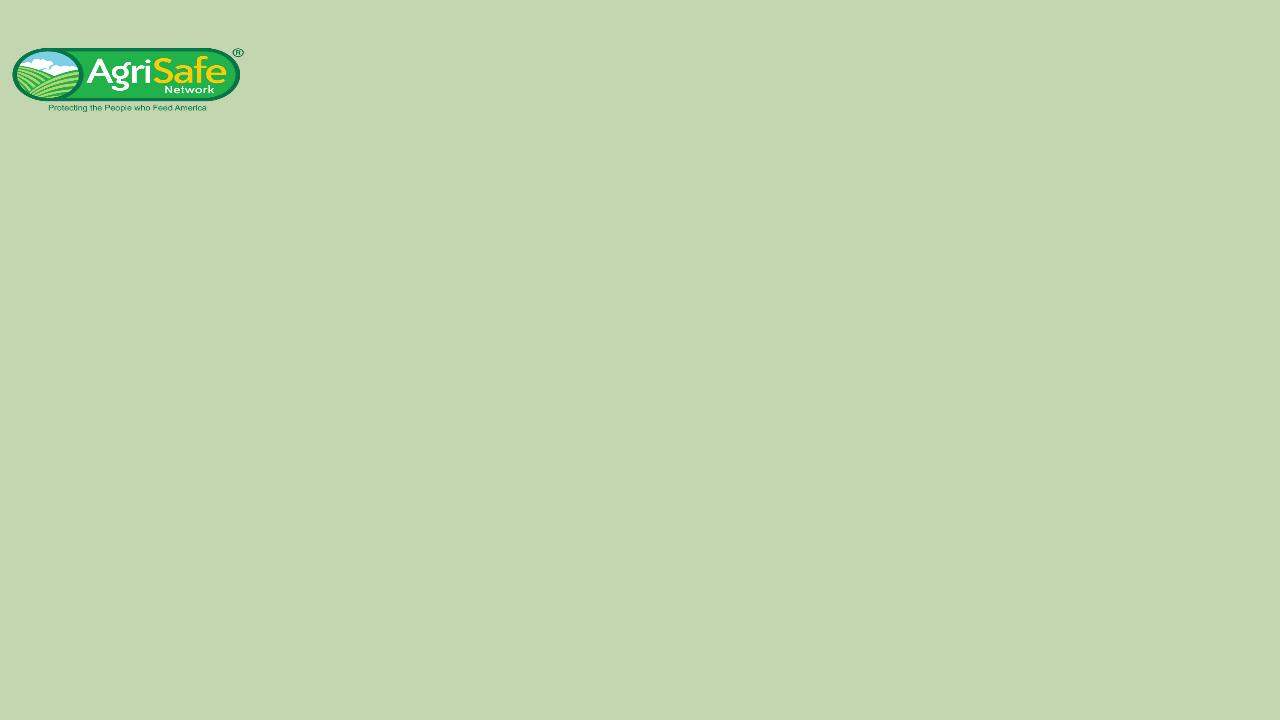 AgriSafe®
Network
Protecting the People who Feed America